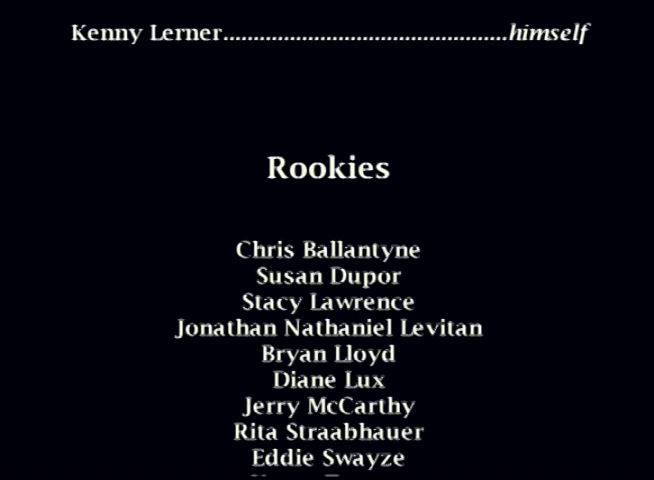 Kenny Lerner...............................................himself
Rookies
Chris Ballantyne
Susan Dupor
Stacy Lawrence
Jonathan Nathaniel Levitan
Bryan Lloyd
Diane Lux
Jerry McCarthy
Rita Straabhauer
Eddie Swayze